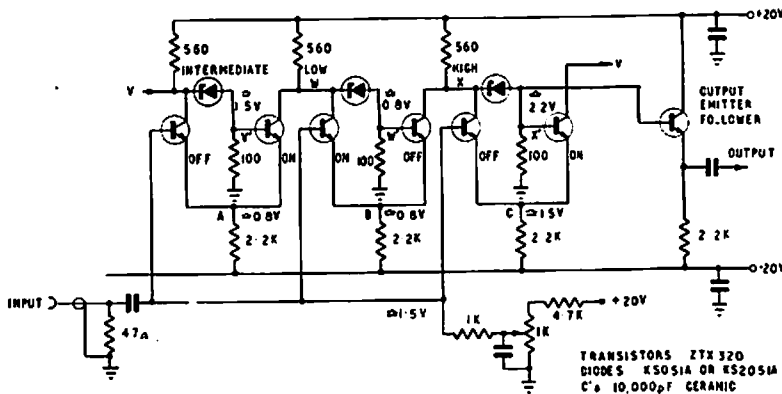 +20V
560
560
560
INTERMEDIATE
LOW
HIGH
V
W
X
V
≏
1.5V
≏
0.8V
≏
2.2V
OUTPUT
EMITTER
FOLLOWER
V'
W'
X'
OFF
100
ON
ON
100
OFF
OFF
100
ON
OUTPUT
A
≏0.8V
B
≏0.8V
C
≏1.5V
2.2K
2.2K
2.2K
2.2K
-20V
INPUT
≏1.5V
47Ω
1K
1K
4.7K
+20V
TRANSISTORS ZTX 320
DIODES KS051A OR KS2051A
C's 10,000pF CERAMIC